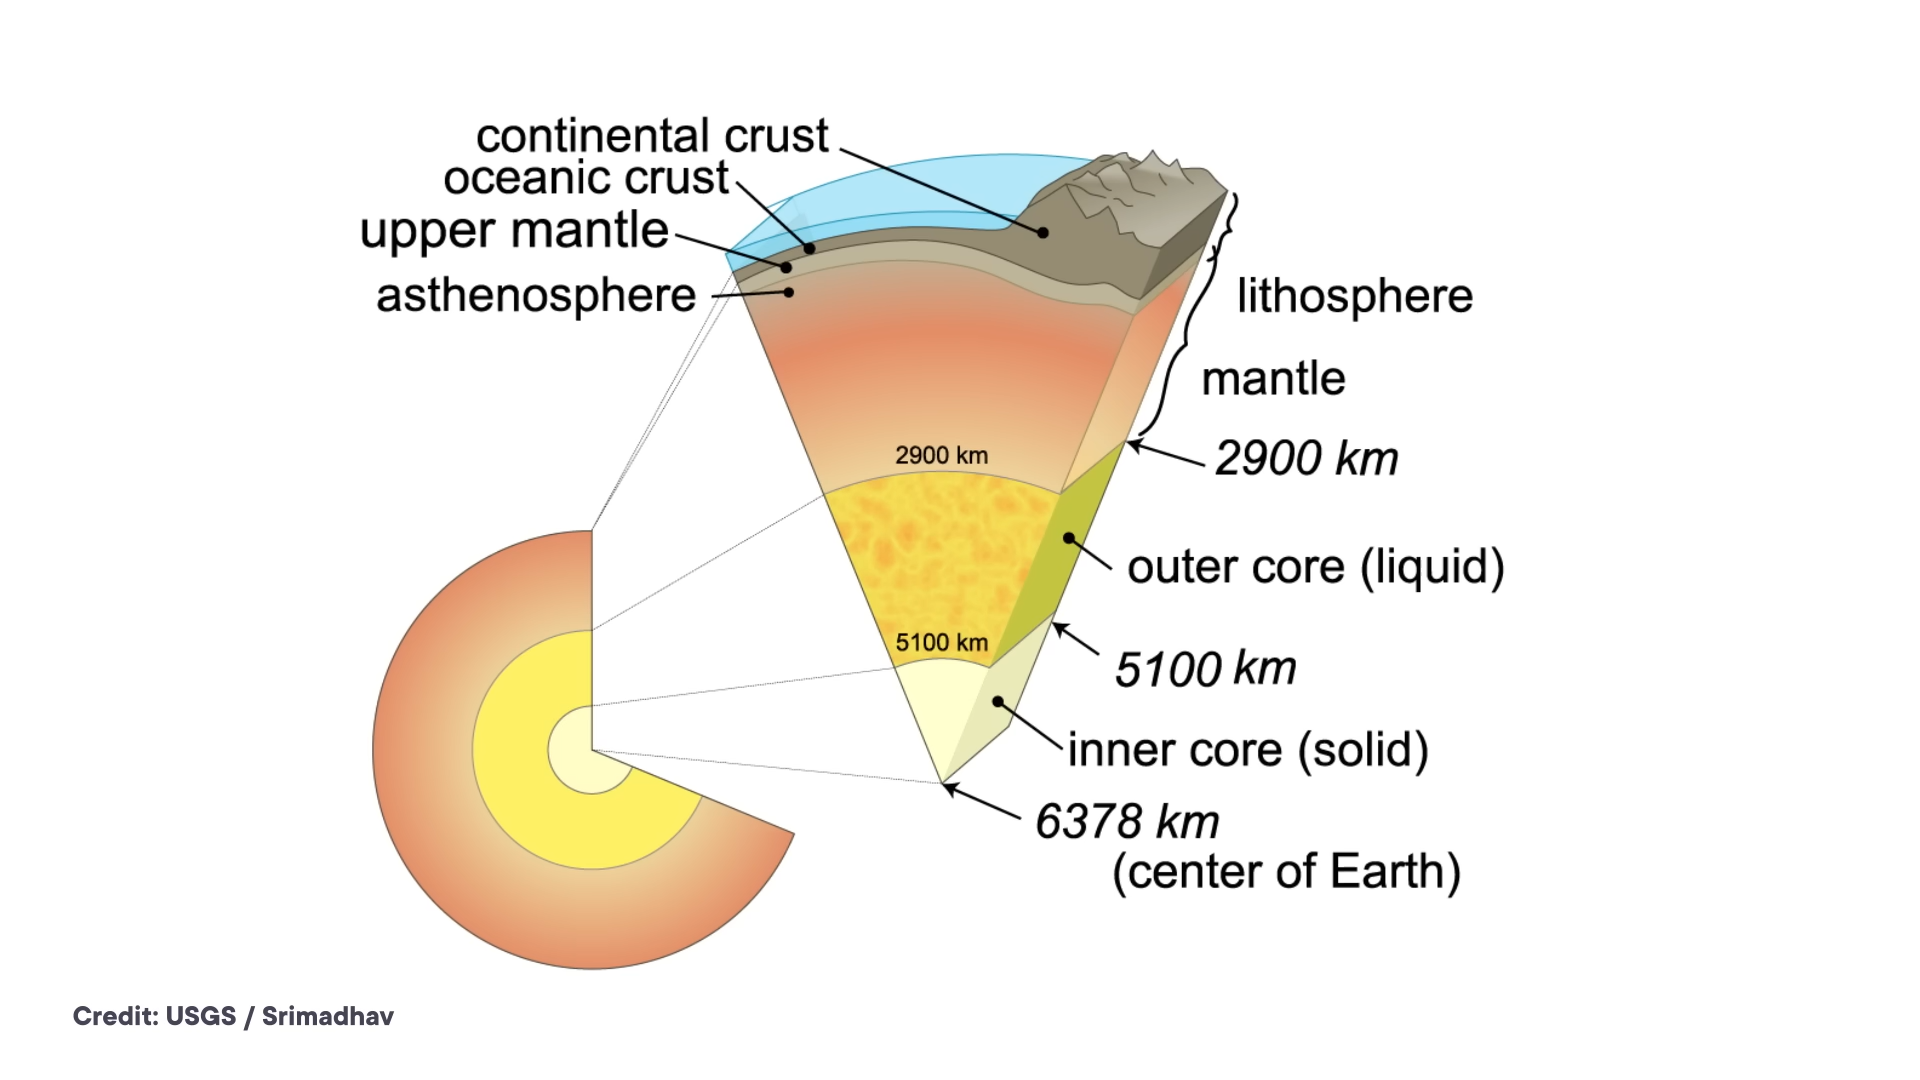 continental crust
oceanic crust
upper mantle
asthenosphere
lithosphere
mantle
2900 km
2900 km
outer core (liquid)
5100 km
5100 km
inner core (solid)
6378 km
(center of Earth)
Credit: USGS / Srimadhav